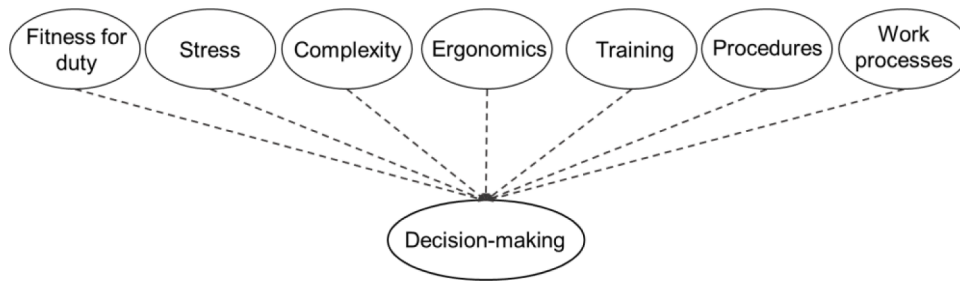 Fitness for
duty
Stress
Complexity
Ergonomics
Training
Procedures
Work
processes
Decision-making